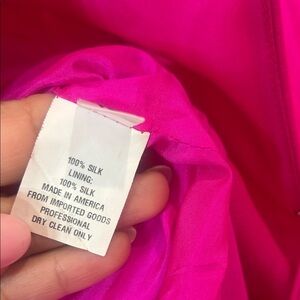 100% SILK
LINING:
100% SILK
MADE IN AMERICA
FROM IMPORTED GOODS
PROFESSIONAL
DRY CLEAN ONLY